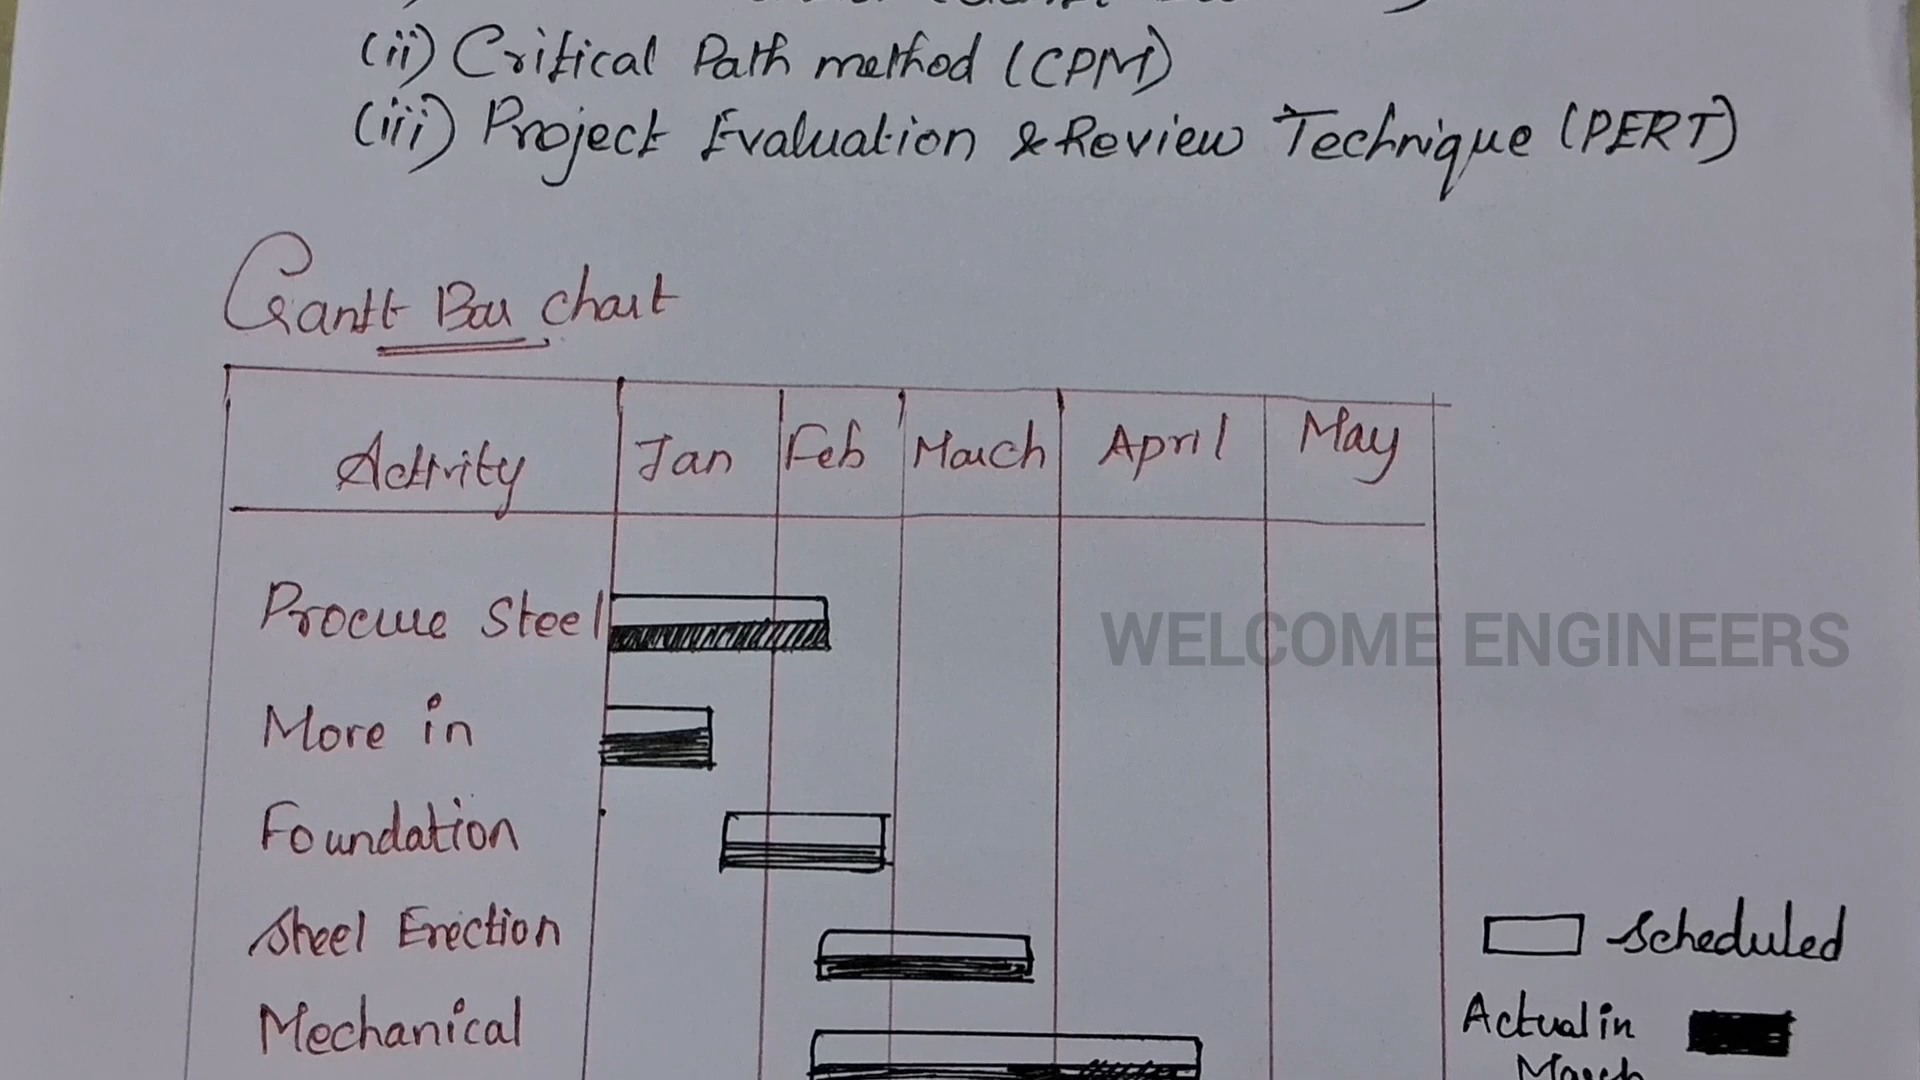 (ii) Critical Path method (CPM)
(iii) Project Evaluation & Review Technique (PERT)
Gantt Bar chart
Activity Jan Feb March April May
Procure Steel
WELCOME ENGINEERS
More in
Foundation
Steel Erection
Scheduled
Mechanical
Actual in
March